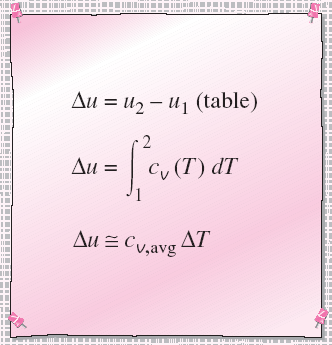 Δu = u₂ − u₁ (table)
Δu = ∫₁² cᵥ (T) dT
Δu ≅ cᵥ,avg ΔT